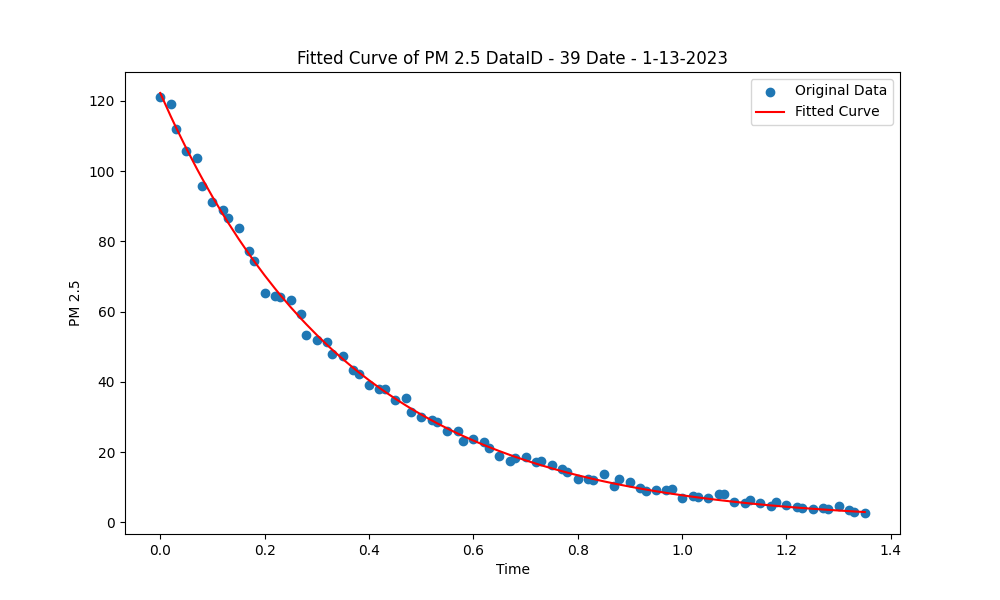 Fitted Curve of PM 2.5 DataID - 39 Date - 1-13-2023
Original Data
Fitted Curve
PM 2.5
120
100
80
60
40
20
0
0.0 0.2 0.4 0.6 0.8 1.0 1.2 1.4
Time